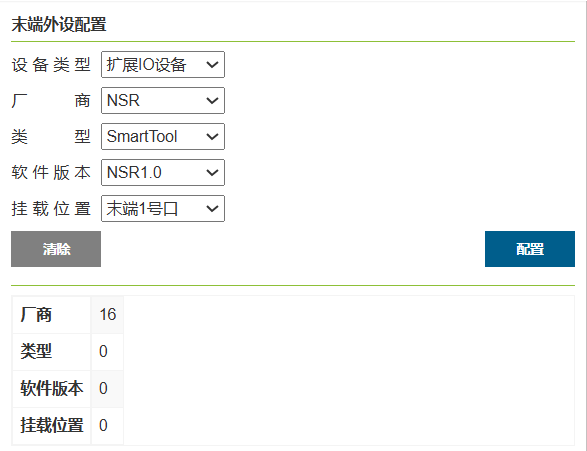 末端外设配置
设备类型 扩展IO设备
厂商 NSR
类型 SmartTool
软件版本 NSR1.0
挂载位置 末端1号口
清除 配置
厂商 16
类型 0
软件版本 0
挂载位置 0